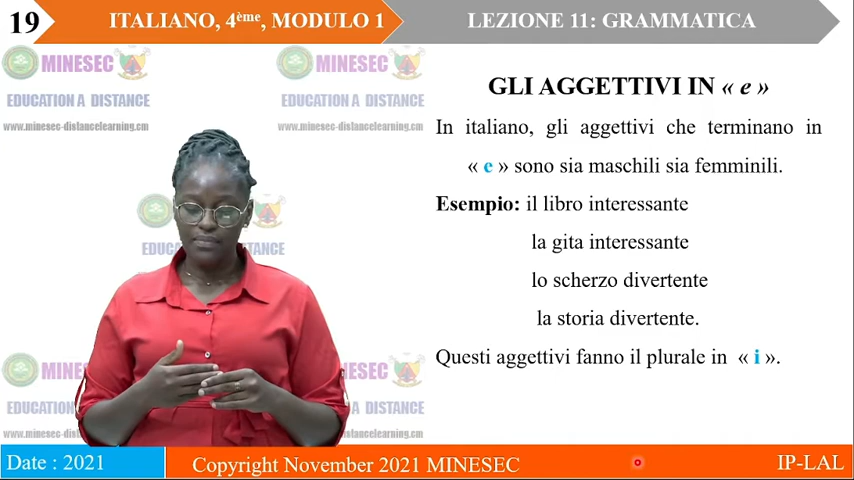 19
ITALIANO, 4ème, MODULO 1
LEZIONE 11: GRAMMATICA
MINESEC
EDUCATION A DISTANCE
www.minesec-distancelearning.cm
MINESEC
EDUCATION A DISTANCE
www.minesec-distancelearning.cm
GLI AGGETTIVI IN « e »
In italiano, gli aggettivi che terminano in
« e » sono sia maschili sia femminili.
Esempio: il libro interessante
la gita interessante
lo scherzo divertente
la storia divertente.
Questi aggettivi fanno il plurale in « i ».
Date : 2021
Copyright November 2021 MINESEC
IP-LAL